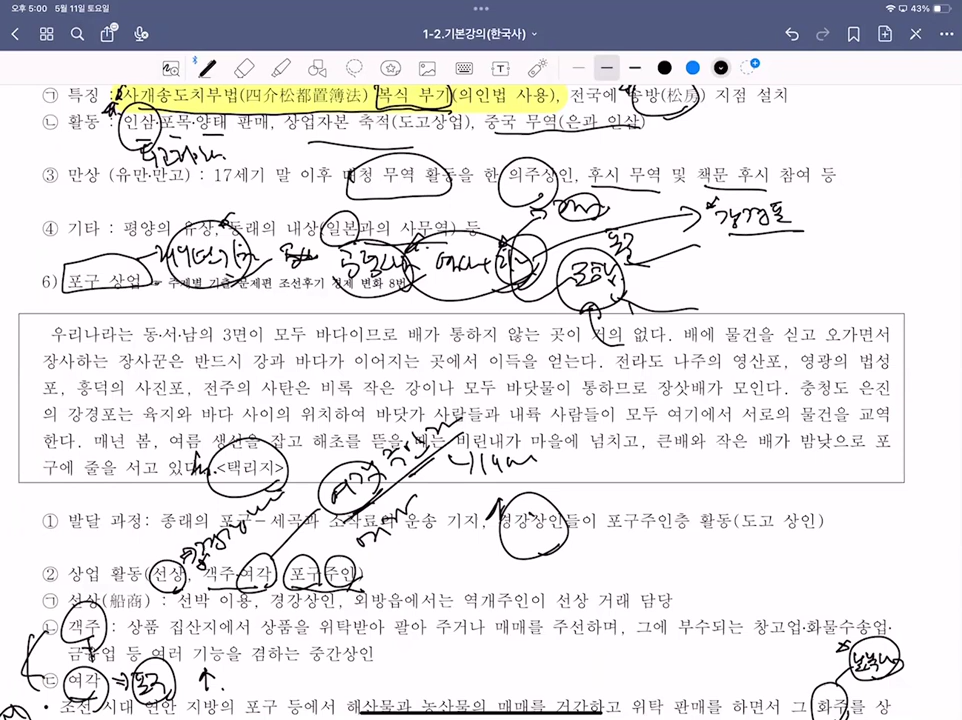 오후 5:00 5월 11일 토요일
43%
1-2.기본강의(한국사)
㉠ 특징 : 사개송도치부법(四介松都置簿法) 복식 부기(의인법 사용), 전국에 송방(松房) 지점 설치
㉡ 활동 : 인삼·포목·양태 판매, 상업자본 축적(도고상업), 중국 무역(은과 인삼)
③ 만상 (유만·만고) : 17세기 말 이후 대청 무역 활동을 한 의주상인, 후시 무역 및 책문 후시 참여 등
강경포
④ 기타 : 평양의 유상, 동래의 내상(일본과의 사무역) 등
포구
6) 포구 상업 ☞ 주제별 기출 문제편 조선후기 경제 변화 8번
우리나라는 동·서·남의 3면이 모두 바다이므로 배가 통하지 않는 곳이 거의 없다. 배에 물건을 싣고 오가면서
장사하는 장사꾼은 반드시 강과 바다가 이어지는 곳에서 이득을 얻는다. 전라도 나주의 영산포, 영광의 법성
포, 흥덕의 사진포, 전주의 사탄은 비록 작은 강이나 모두 바닷물이 통하므로 장삿배가 모인다. 충청도 은진
의 강경포는 육지와 바다 사이의 위치하여 바닷가 사람들과 내륙 사람들이 모두 여기에서 서로의 물건을 교역
한다. 매년 봄, 여름 생선을 잡고 해초를 뜯을 때는 비린내가 마을에 넘치고, 큰배와 작은 배가 밤낮으로 포
구에 줄을 서고 있다. <택리지>
여각
① 발달 과정: 종래의 포구 - 세곡과 소작료의 운송 기지, 경강상인들이 포구주인층 활동(도고 상인)
② 상업 활동(선상, 객주·여각, 포구주인)
㉠ 선상(船商) : 선박 이용, 경강상인, 외방읍에서는 역개주인이 선상 거래 담당
㉡ 객주 : 상품 집산지에서 상품을 위탁받아 팔아 주거나 매매를 주선하며, 그에 부수되는 창고업·화물수송업·
금융업 등 여러 기능을 겸하는 중간상인
㉢ 여각 ⇒ 포구 ↑.
• 조선 시대 연안 지방의 포구 등에서 해산물과 농산물의 매매를 거간하고 위탁 판매를 하면서 그 화주를 상